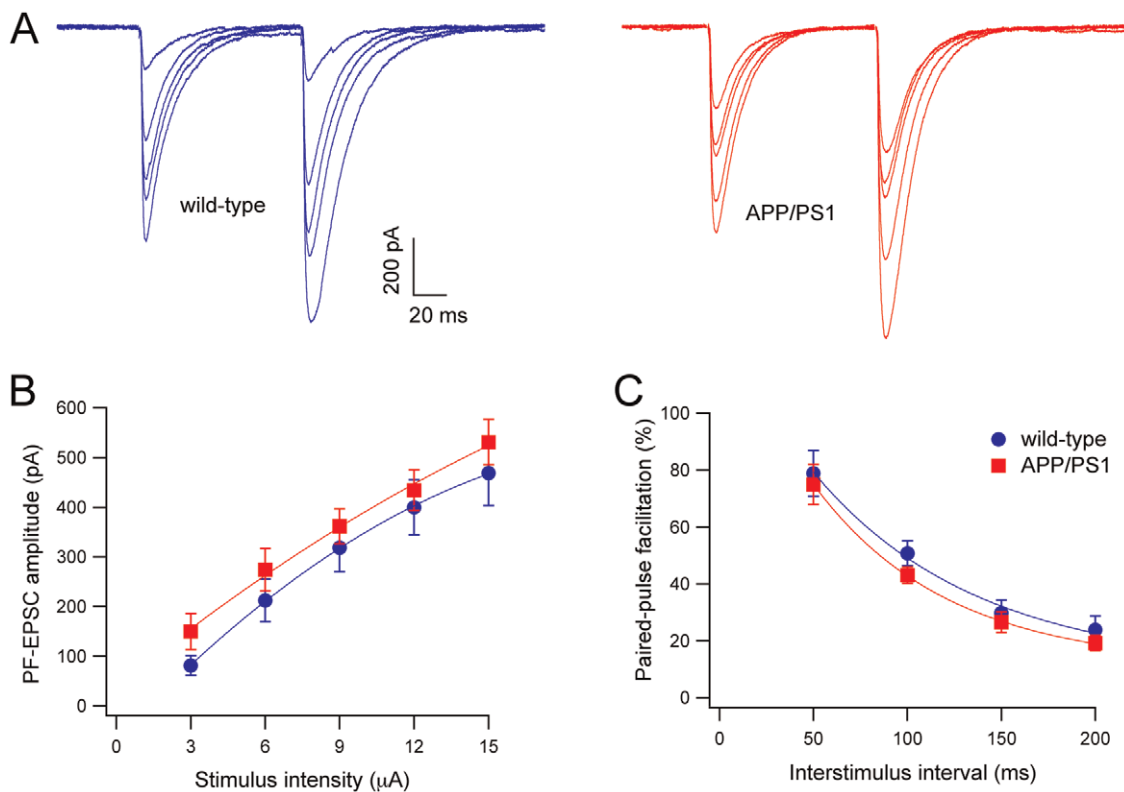 A
wild-type
200 pA
20 ms
APP/PS1
B
PF-EPSC amplitude (pA)
600
500
400
300
200
100
0
0 3 6 9 12 15
Stimulus intensity (μA)
C
Paired-pulse facilitation (%)
100
80
60
40
20
0
wild-type
APP/PS1
0 50 100 150 200
Interstimulus interval (ms)